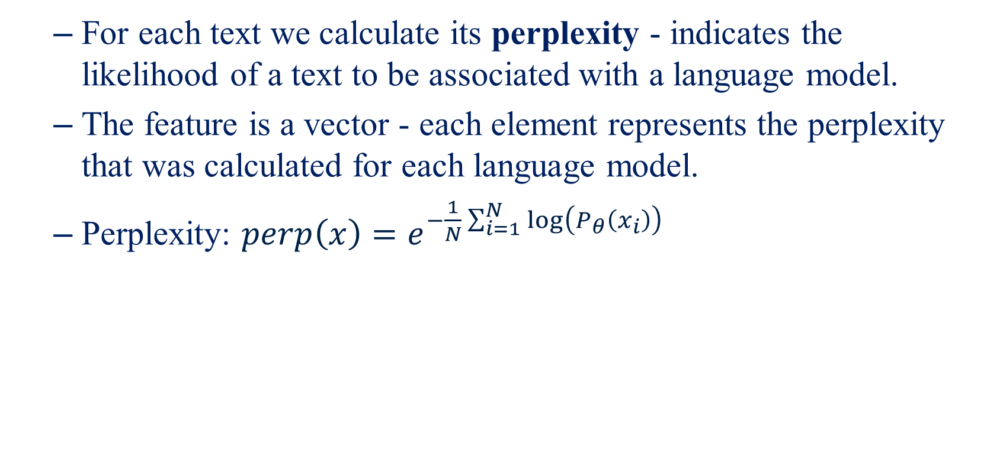 – For each text we calculate its perplexity - indicates the
likelihood of a text to be associated with a language model.
– The feature is a vector - each element represents the perplexity
that was calculated for each language model.
– Perplexity: $perp(x) = e^{-\frac{1}{N}\sum_{i=1}^{N}\log(P_\theta(x_i))}$